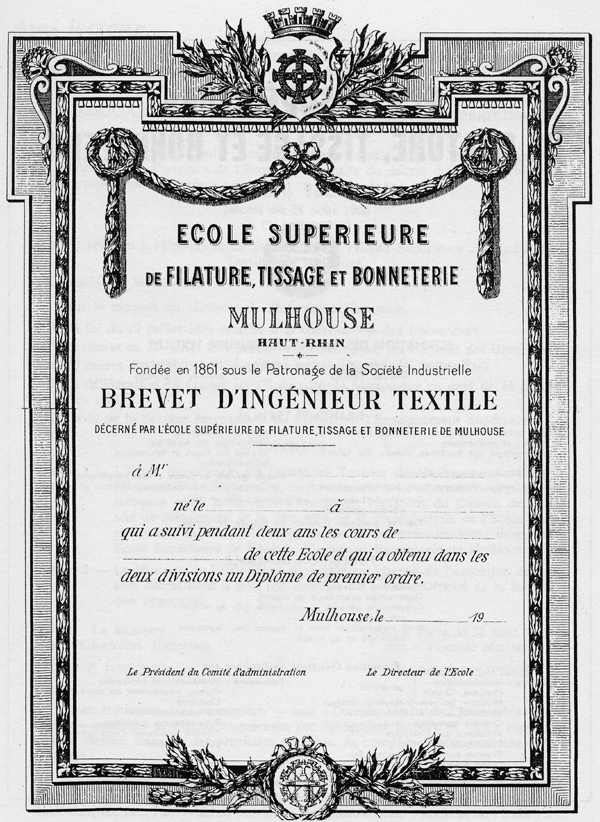 ECOLE SUPERIEURE
DE FILATURE, TISSAGE ET BONNETERIE
MULHOUSE
HAUT-RHIN
Fondée en 1861 sous le Patronage de la Société Industrielle
BREVET D'INGÉNIEUR TEXTILE
DÉCERNÉ PAR L'ÉCOLE SUPÉRIEURE DE FILATURE, TISSAGE ET BONNETERIE DE MULHOUSE
à Mr
né le à
qui a suivi pendant deux ans les cours de
de cette Ecole et qui a obtenu dans les
deux divisions un Diplôme de premier ordre.
Mulhouse, le 19
Le Président du Comité d'administration Le Directeur de l'Ecole